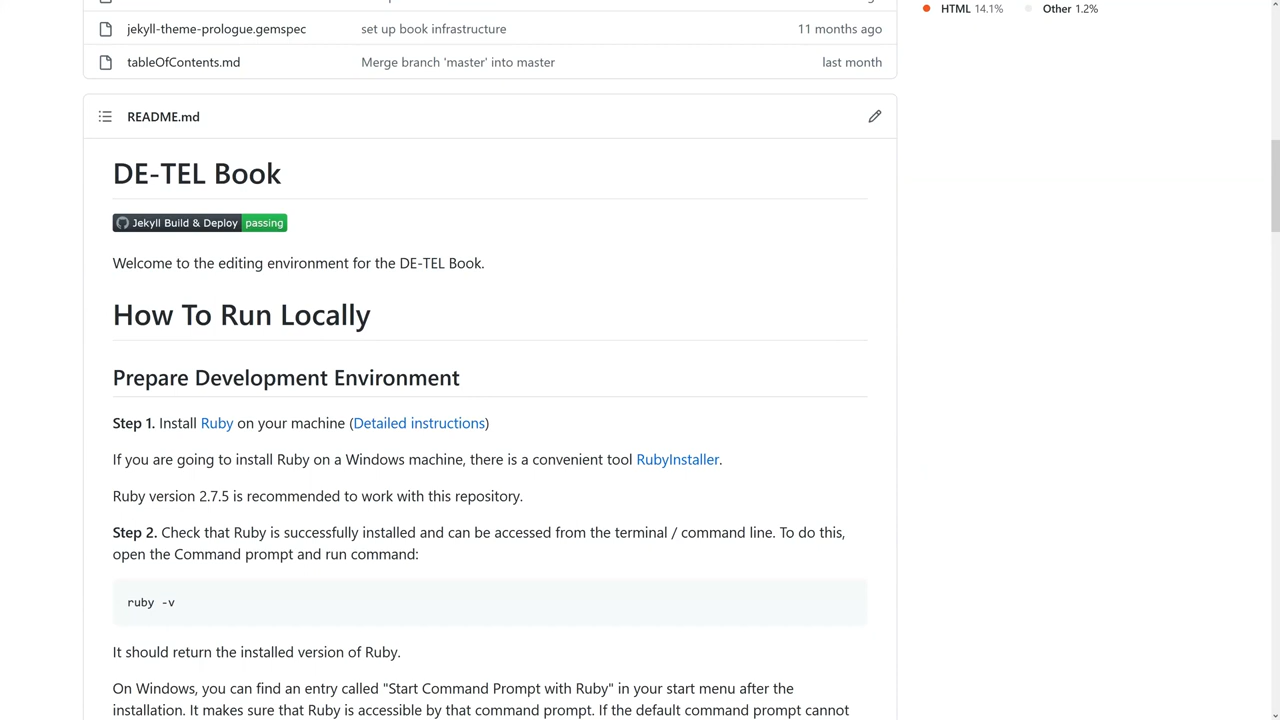 HTML 14.1% Other 1.2%
jekyll-theme-prologue.gemspec set up book infrastructure 11 months ago
tableOfContents.md Merge branch 'master' into master last month
README.md
DE-TEL Book
Jekyll Build & Deploy passing
Welcome to the editing environment for the DE-TEL Book.
How To Run Locally
Prepare Development Environment
Step 1. Install Ruby on your machine (Detailed instructions)
If you are going to install Ruby on a Windows machine, there is a convenient tool RubyInstaller.
Ruby version 2.7.5 is recommended to work with this repository.
Step 2. Check that Ruby is successfully installed and can be accessed from the terminal / command line. To do this,
open the Command prompt and run command:
ruby -v
It should return the installed version of Ruby.
On Windows, you can find an entry called "Start Command Prompt with Ruby" in your start menu after the
installation. It makes sure that Ruby is accessible by that command prompt. If the default command prompt cannot